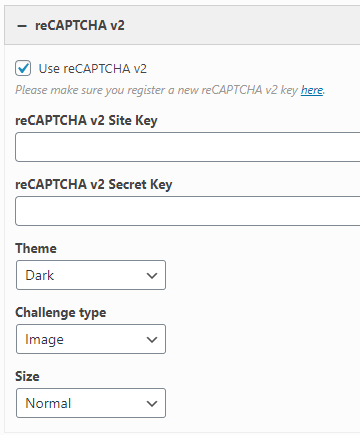 − reCAPTCHA v2
Use reCAPTCHA v2
Please make sure you register a new reCAPTCHA v2 key here.
reCAPTCHA v2 Site Key
reCAPTCHA v2 Secret Key
Theme
Dark
Challenge type
Image
Size
Normal